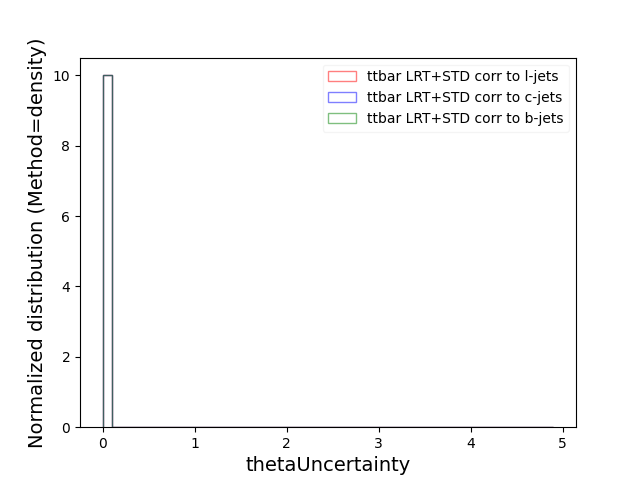 Normalized distribution (Method=density)
10
8
6
4
2
0
ttbar LRT+STD corr to l-jets
ttbar LRT+STD corr to c-jets
ttbar LRT+STD corr to b-jets
0 1 2 3 4 5
thetaUncertainty